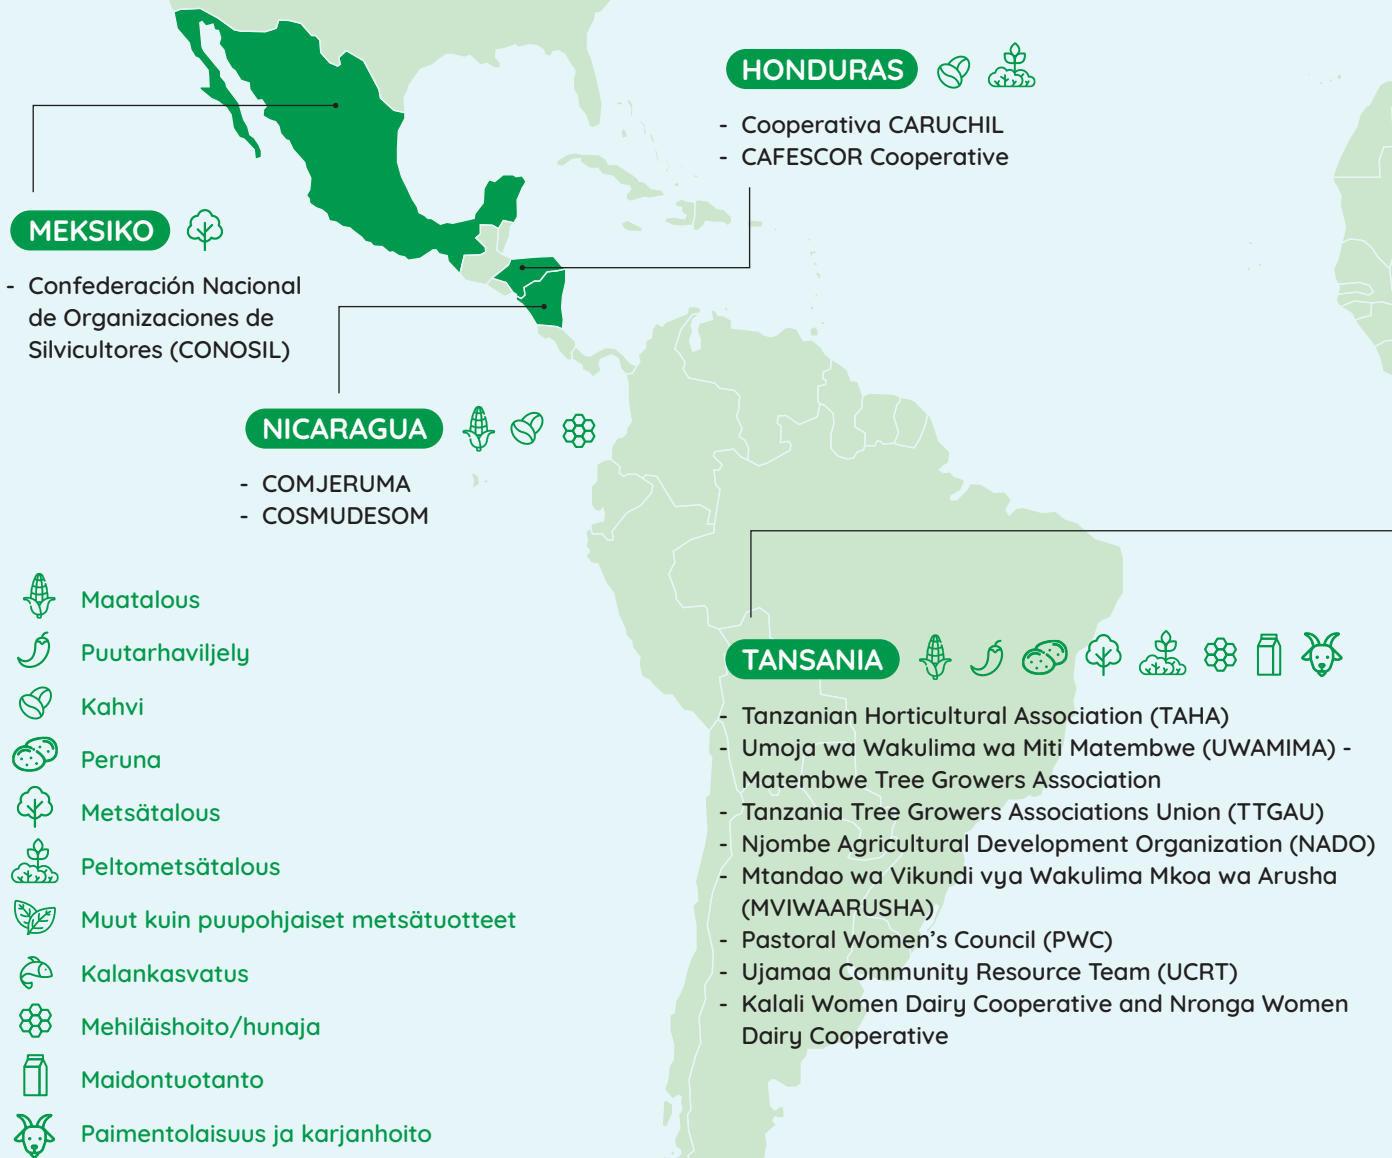 HONDURAS
- Cooperativa CARUCHIL
- CAFESCOR Cooperative
MEKSIKO
- Confederación Nacional
de Organizaciones de
Silvicultores (CONOSIL)
NICARAGUA
- COMJERUMA
- COSMUDESOM
Maatalous
Puutarhaviljely
Kahvi
Peruna
Metsätalous
Peltometsätalous
Muut kuin puupohjaiset metsätuotteet
Kalankasvatus
Mehiläishoito/hunaja
Maidontuotanto
Paimentolaisuus ja karjanhoito
TANSANIA
- Tanzanian Horticultural Association (TAHA)
- Umoja wa Wakulima wa Miti Matembwe (UWAMIMA) -
Matembwe Tree Growers Association
- Tanzania Tree Growers Associations Union (TTGAU)
- Njombe Agricultural Development Organization (NADO)
- Mtandao wa Vikundi vya Wakulima Mkoa wa Arusha
(MVIWAARUSHA)
- Pastoral Women's Council (PWC)
- Ujamaa Community Resource Team (UCRT)
- Kalali Women Dairy Cooperative and Nronga Women
Dairy Cooperative